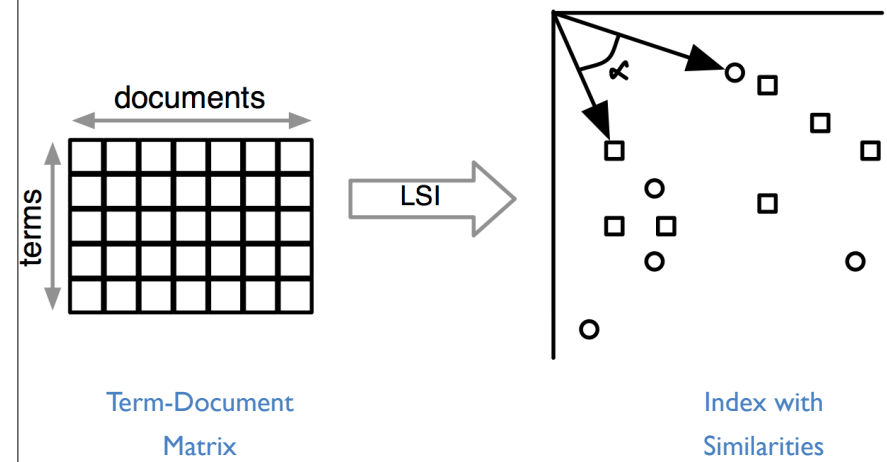 documents
terms
LSI
α
Term-Document
Matrix
Index with
Similarities